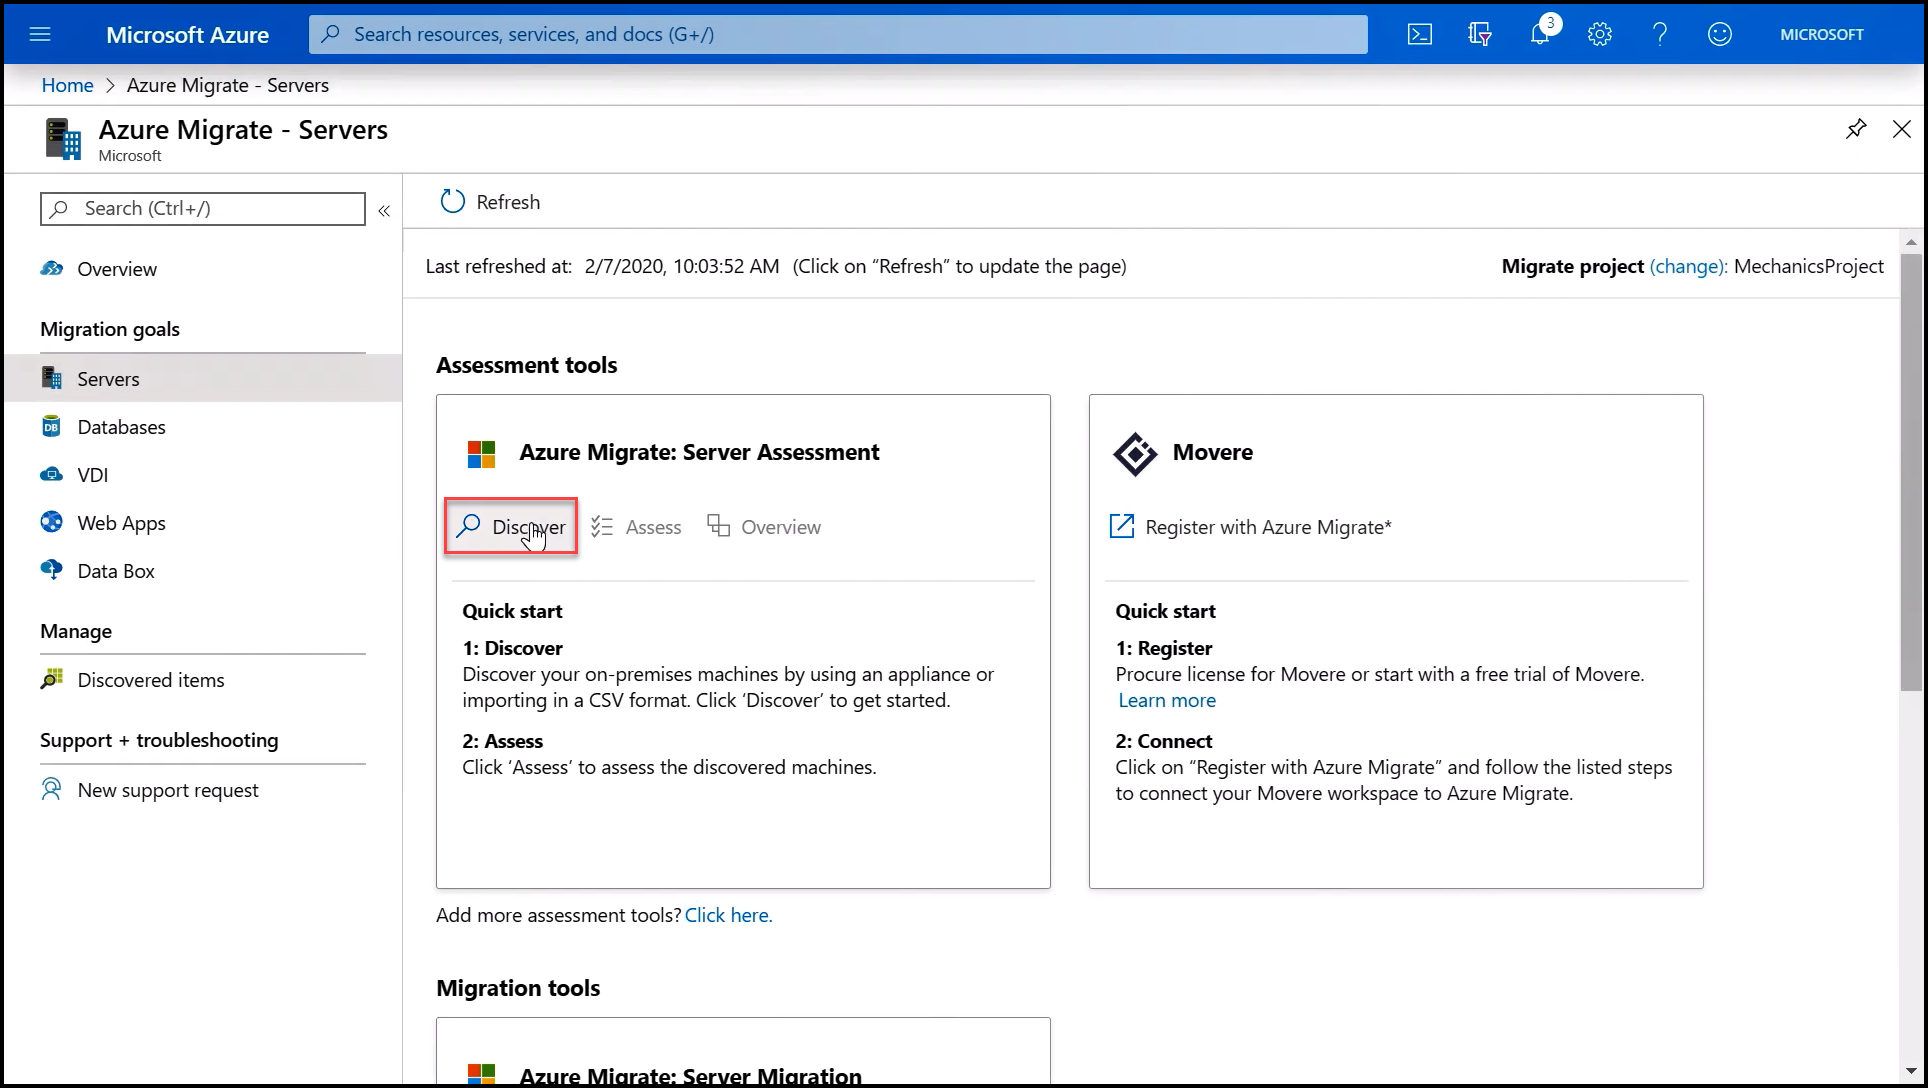 Microsoft Azure
Search resources, services, and docs (G+/)
3
MICROSOFT
Home > Azure Migrate - Servers
Azure Migrate - Servers
Microsoft
Search (Ctrl+/)
«
Refresh
Last refreshed at: 2/7/2020, 10:03:52 AM (Click on “Refresh” to update the page)
Migrate project (change): MechanicsProject
Overview
Migration goals
Servers
Databases
VDI
Web Apps
Data Box
Manage
Discovered items
Support + troubleshooting
New support request
Assessment tools
Azure Migrate: Server Assessment
Discover
Assess
Overview
Quick start
1: Discover
Discover your on-premises machines by using an appliance or
importing in a CSV format. Click ‘Discover’ to get started.
2: Assess
Click ‘Assess’ to assess the discovered machines.
Movere
Register with Azure Migrate*
Quick start
1: Register
Procure license for Movere or start with a free trial of Movere.
Learn more
2: Connect
Click on “Register with Azure Migrate” and follow the listed steps
to connect your Movere workspace to Azure Migrate.
Add more assessment tools? Click here.
Migration tools
Azure Migrate: Server Migration